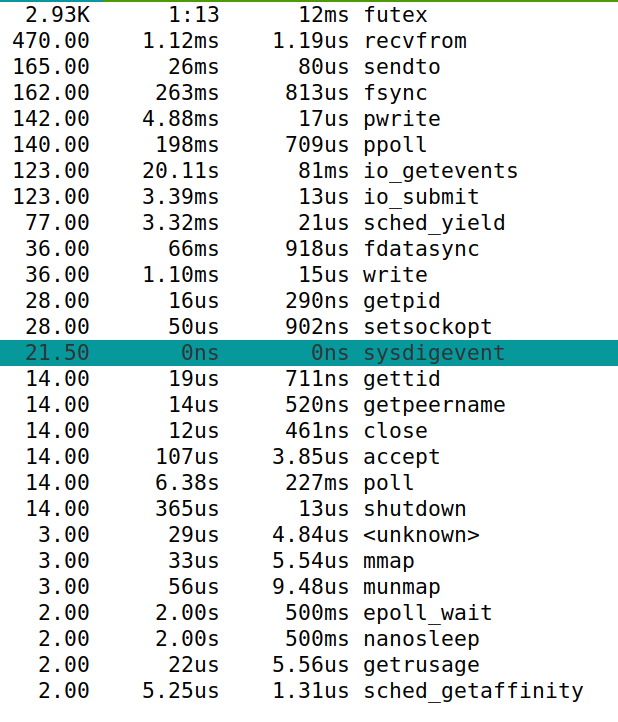 2.93K 1:13 12ms futex
470.00 1.12ms 1.19us recvfrom
165.00 26ms 80us sendto
162.00 263ms 813us fsync
142.00 4.88ms 17us pwrite
140.00 198ms 709us ppoll
123.00 20.11s 81ms io_getevents
123.00 3.39ms 13us io_submit
77.00 3.32ms 21us sched_yield
36.00 66ms 918us fdatasync
36.00 1.10ms 15us write
28.00 16us 290ns getpid
28.00 50us 902ns setsockopt
21.50 0ns 0ns sysdigevent
14.00 19us 711ns gettid
14.00 14us 520ns getpeername
14.00 12us 461ns close
14.00 107us 3.85us accept
14.00 6.38s 227ms poll
14.00 365us 13us shutdown
3.00 29us 4.84us <unknown>
3.00 33us 5.54us mmap
3.00 56us 9.48us munmap
2.00 2.00s 500ms epoll_wait
2.00 2.00s 500ms nanosleep
2.00 22us 5.56us getrusage
2.00 5.25us 1.31us sched_getaffinity